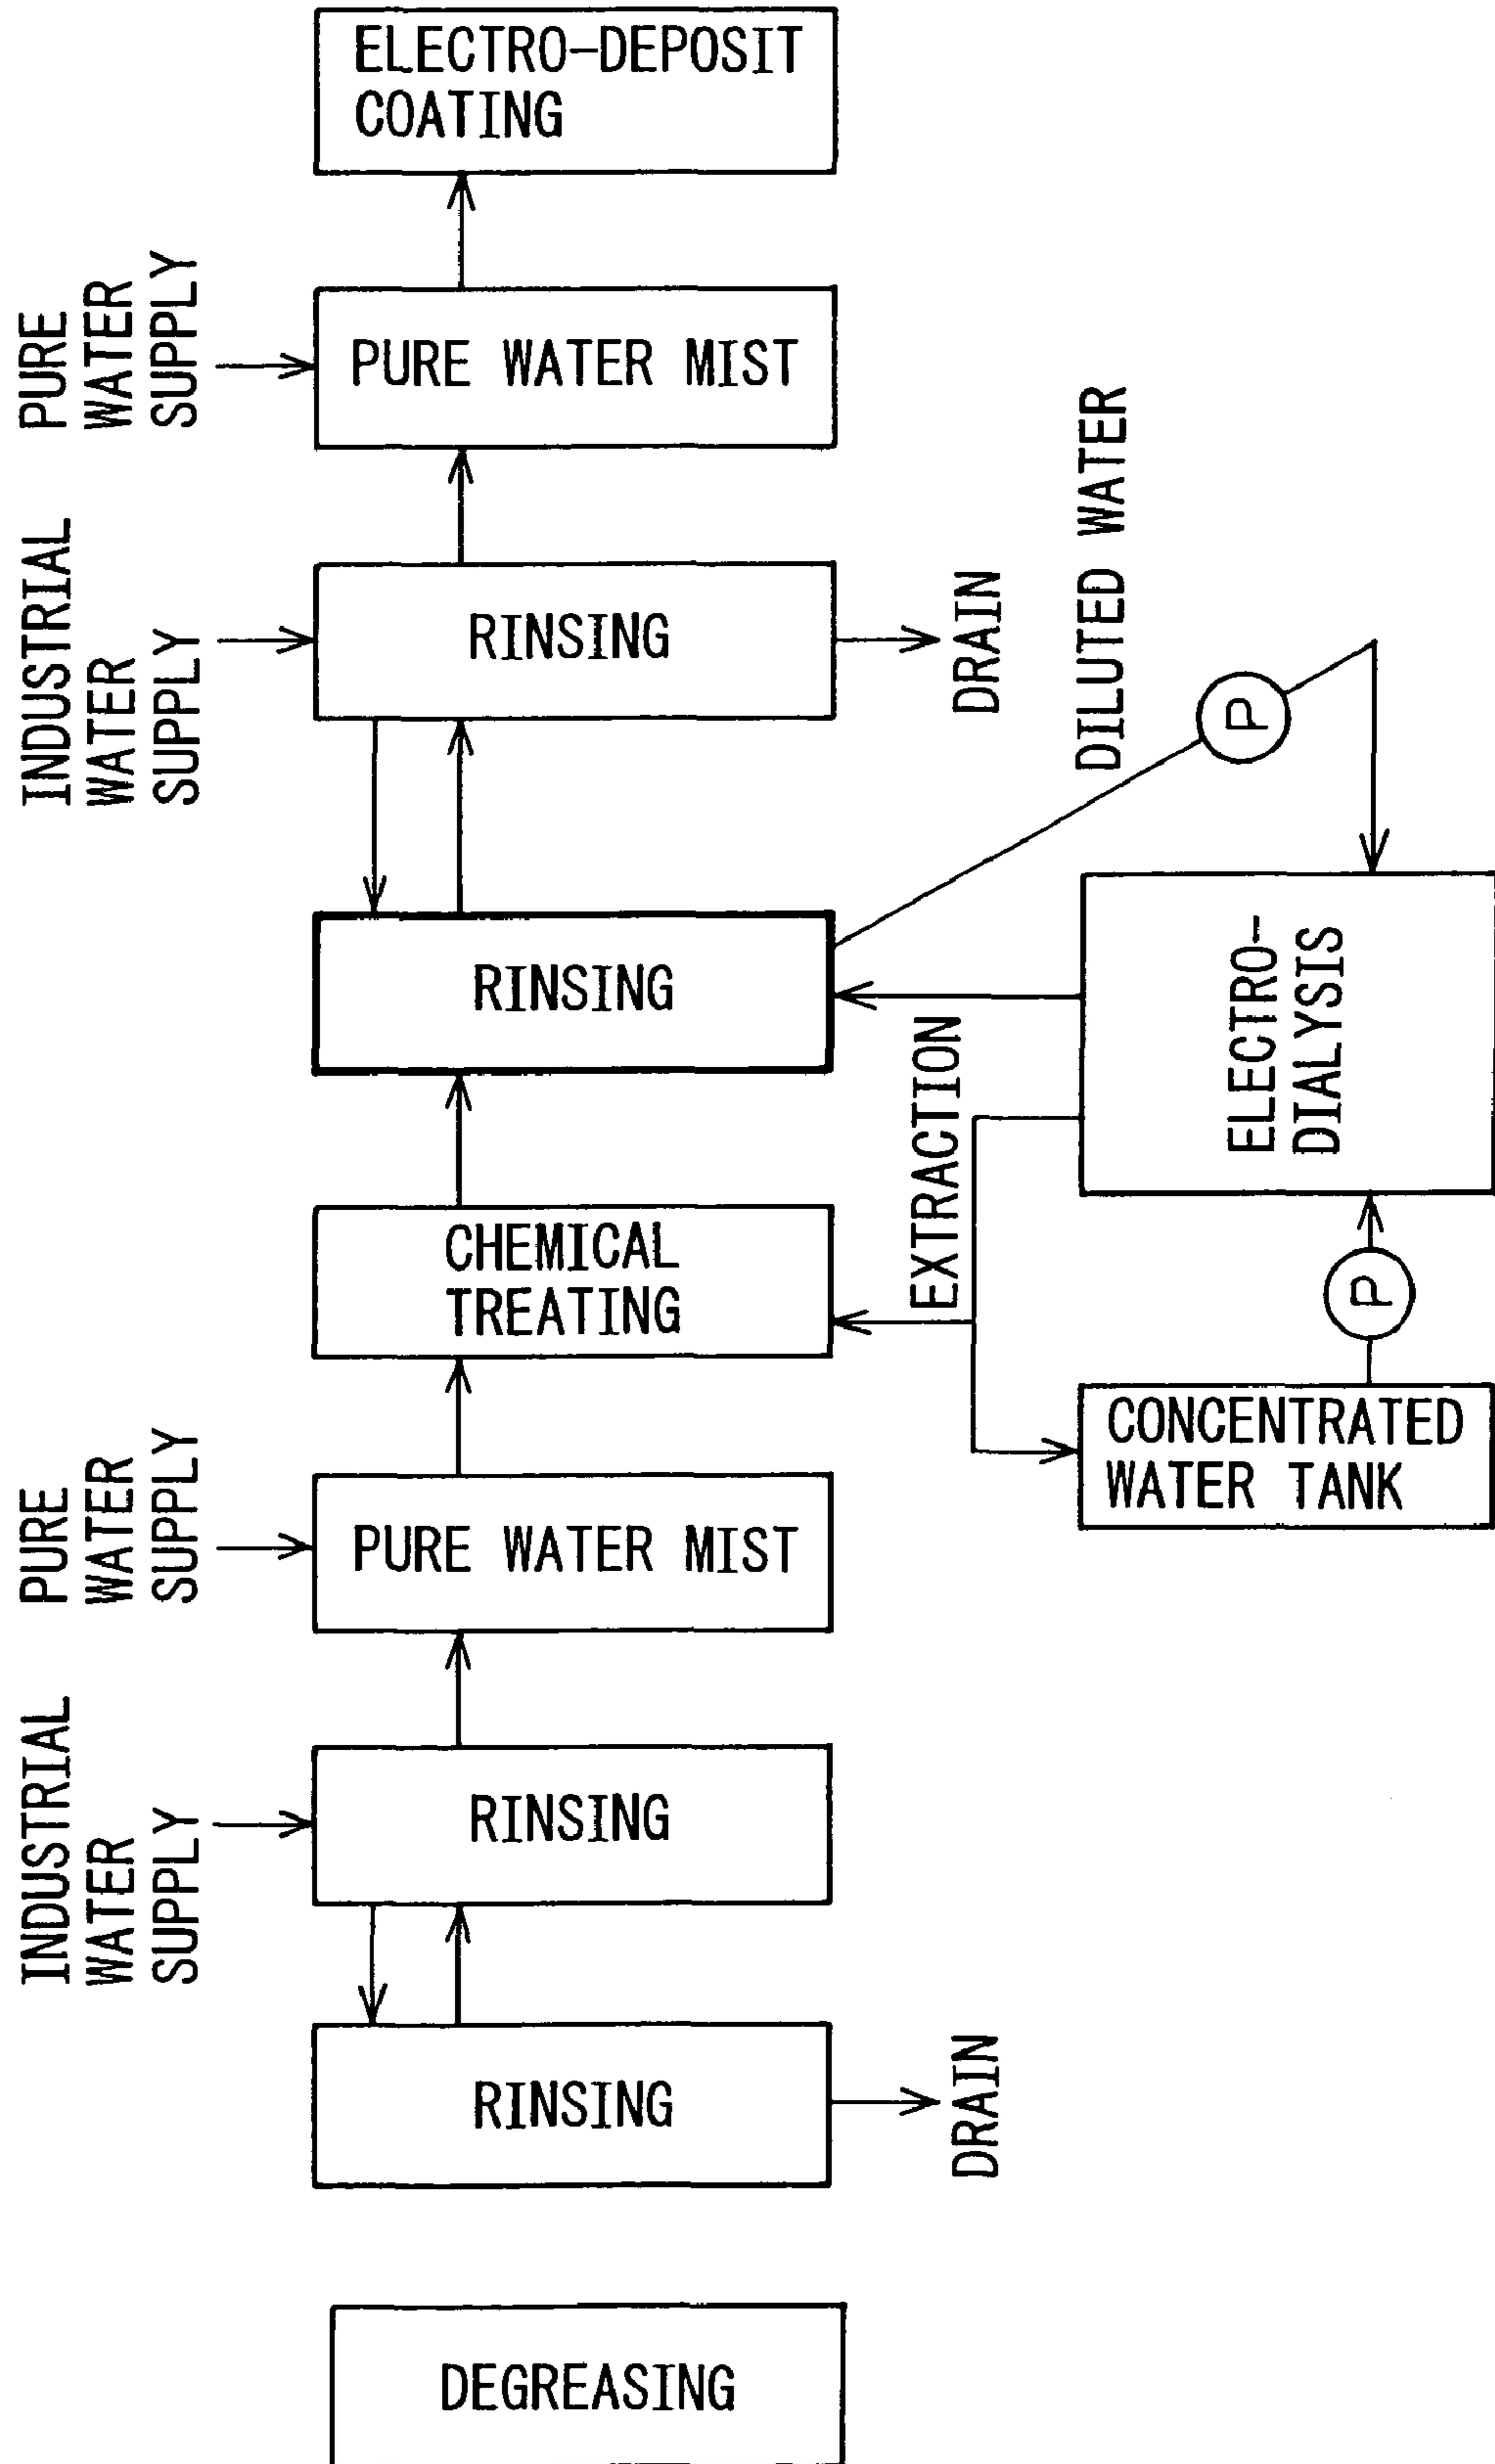 ELECTRO-DEPOSIT
COATING
PURE
WATER
SUPPLY
PURE WATER MIST
INDUSTRIAL
WATER
SUPPLY
RINSING
DRAIN
DILUTED WATER
P
RINSING
ELECTRO-
DIALYSIS
EXTRACTION
CHEMICAL
TREATING
P
CONCENTRATED
WATER TANK
PURE
WATER
SUPPLY
PURE WATER MIST
INDUSTRIAL
WATER
SUPPLY
RINSING
RINSING
DRAIN
DEGREASING